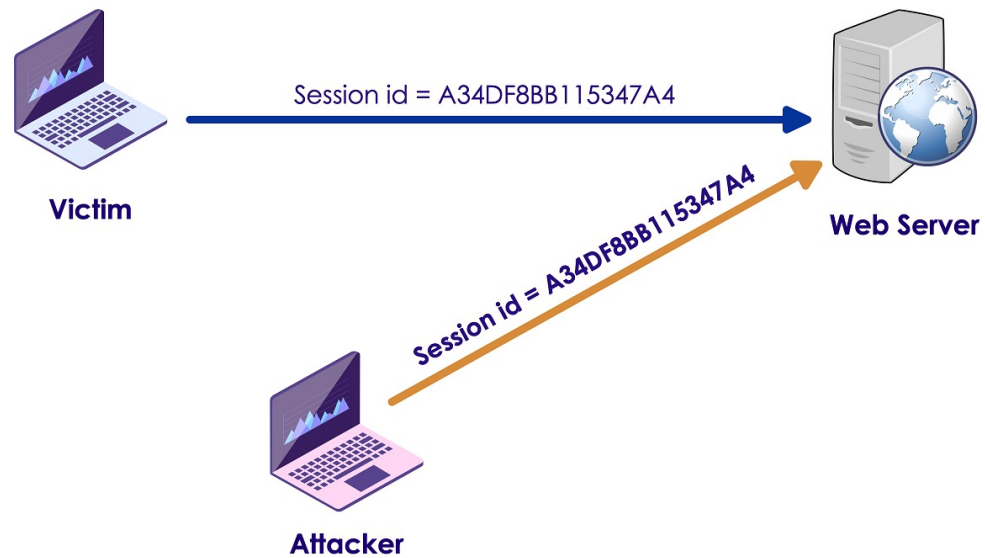 Session id = A34DF8BB115347A4
Victim
Session id = A34DF8BB115347A4
Web Server
Attacker